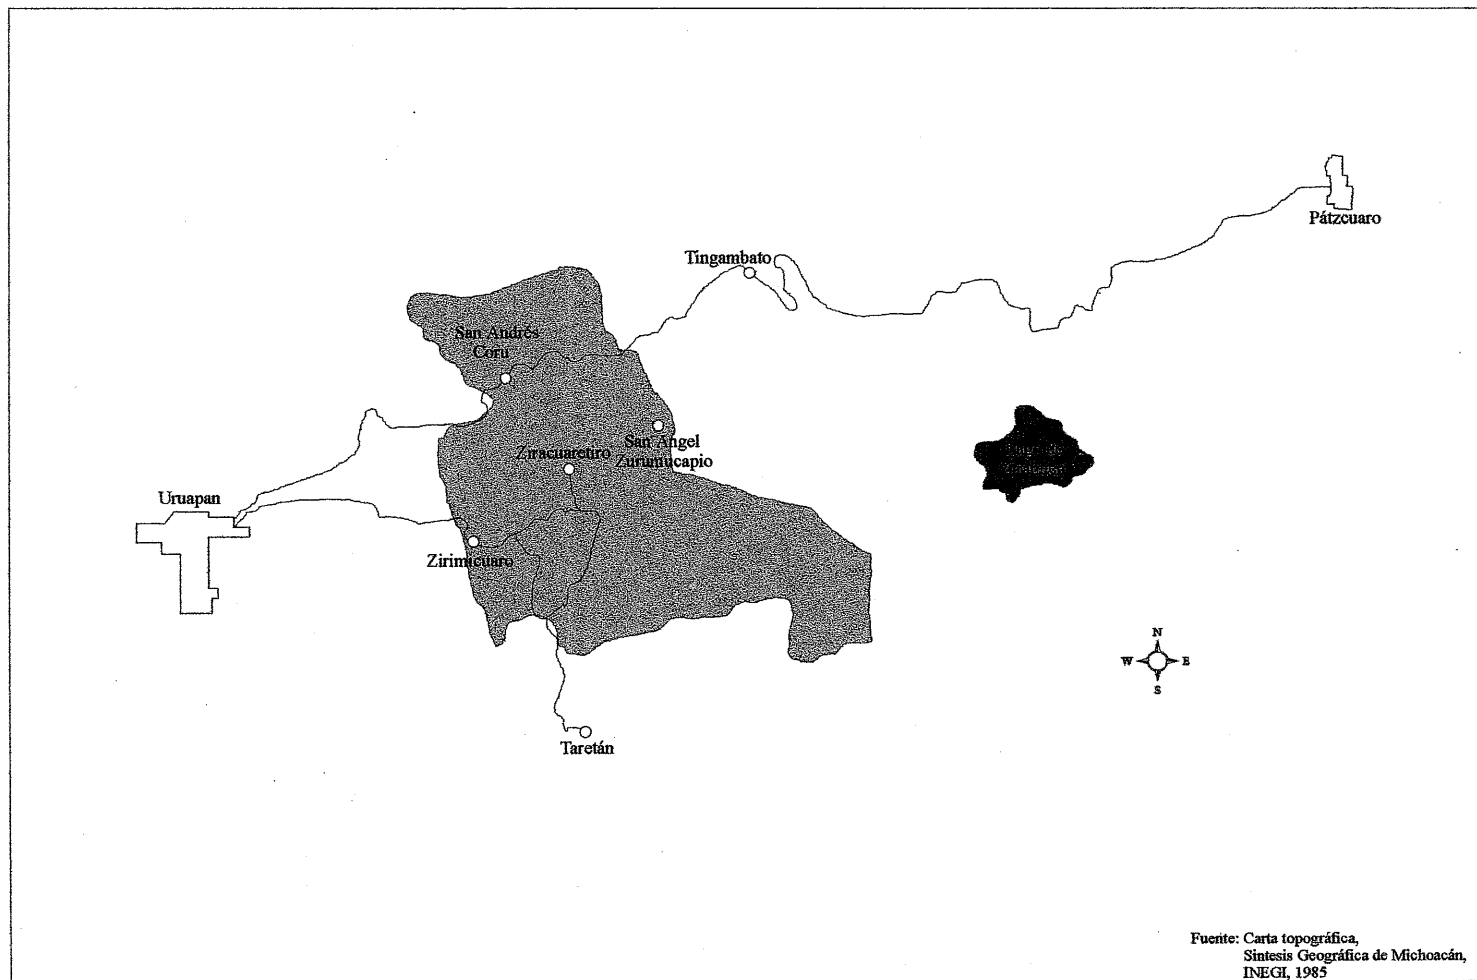 Pátzcuaro
Tingambato
San Andrés
Coru
San Angel
Zurumucapio
Ziracuaretiro
Uruapan
Zirimicuaro
N
W E
S
Taretán
Fuente: Carta topográfica,
Sintesis Geográfica de Michoacán,
INEGI, 1985